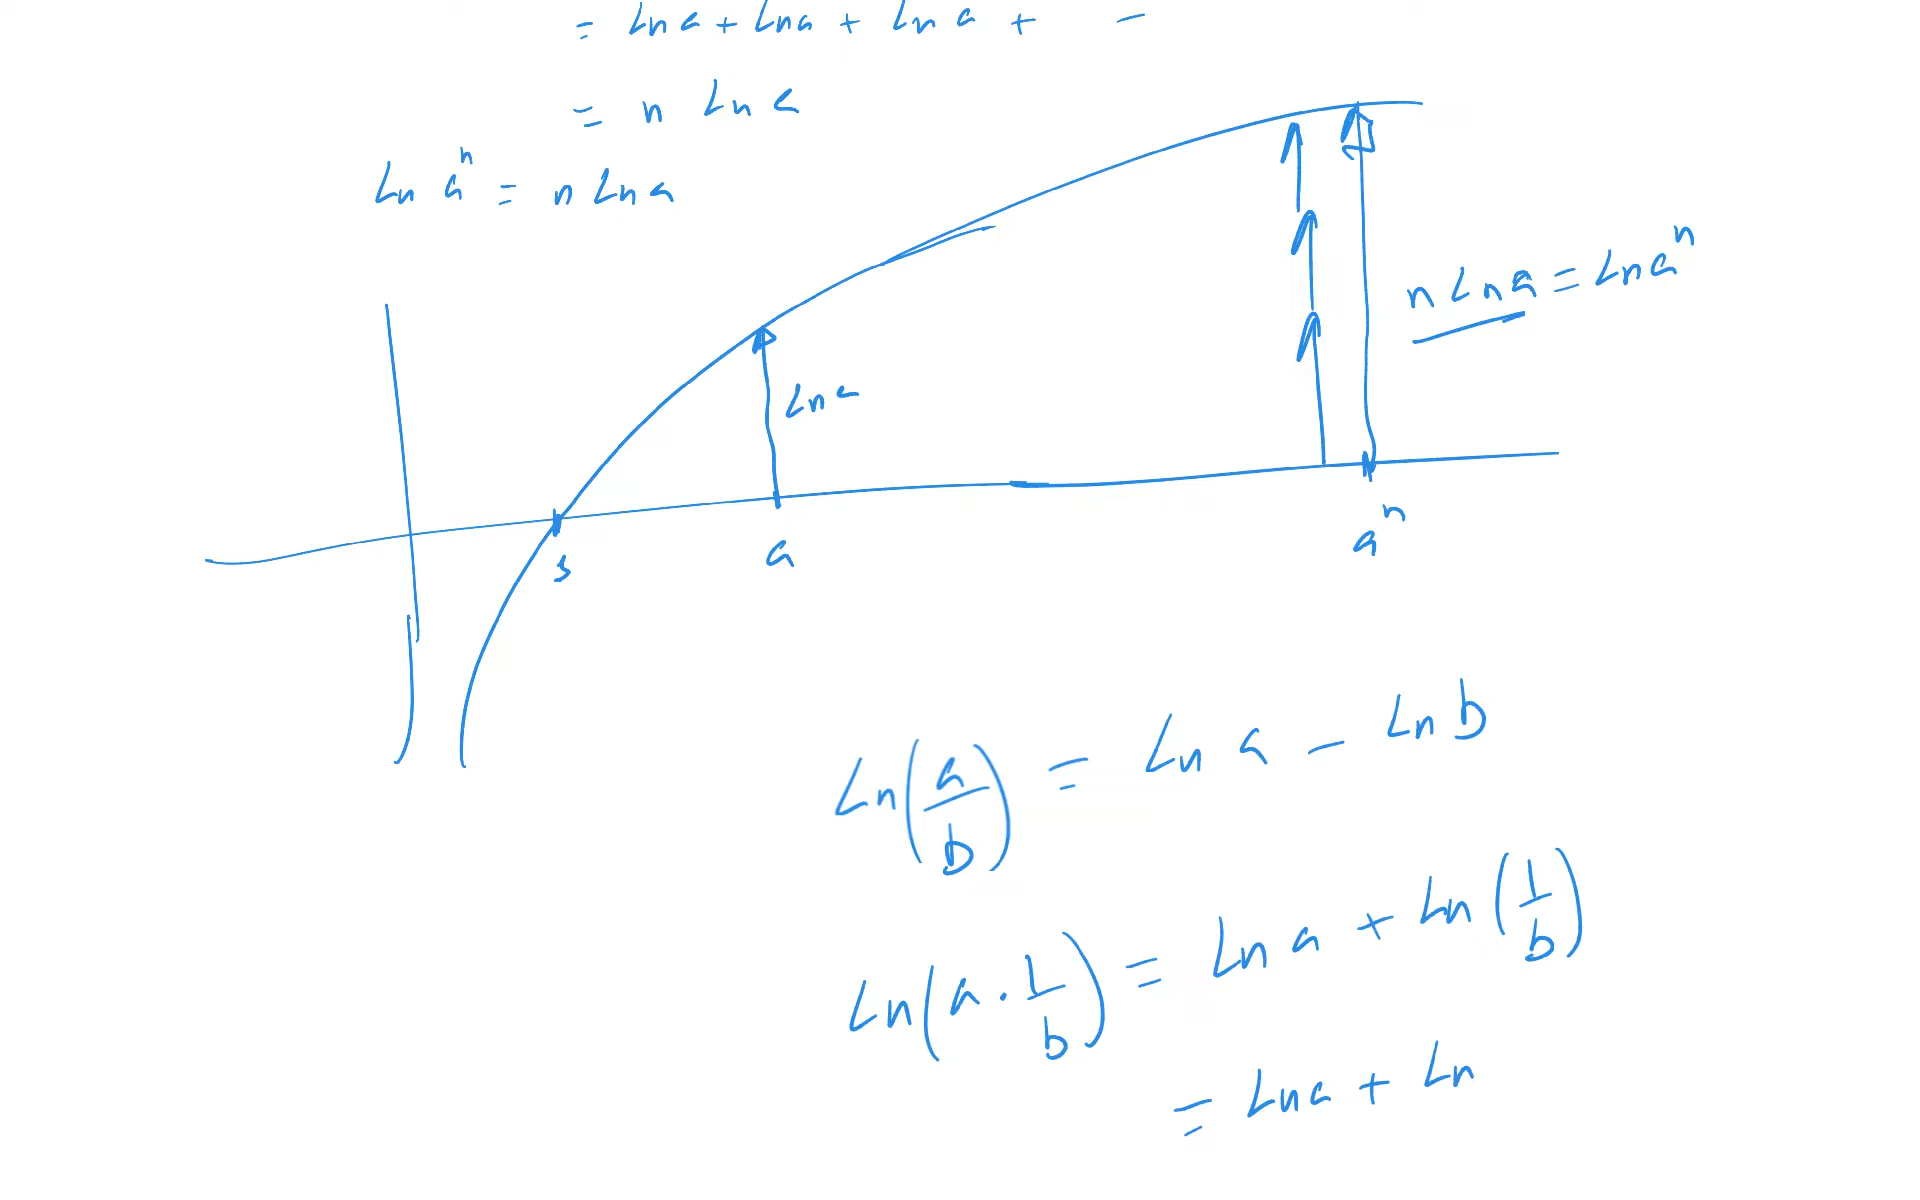 = Ln a + Ln a + Ln a + -
= n Ln a
Ln aⁿ = n Ln a
n Ln a = Ln aⁿ
Ln a
a
aⁿ
Ln(a/b) = Ln a - Ln b
Ln(a · 1/b) = Ln a + Ln(1/b)
= Ln a + Ln